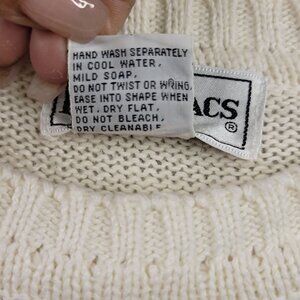 HAND WASH SEPARATELY
IN COOL WATER,
MILD SOAP.
DO NOT TWIST OR WRING,
EASE INTO SHAPE WHEN
WET. DRY FLAT.
DO NOT BLEACH.
DRY CLEANABLE
ACS
®